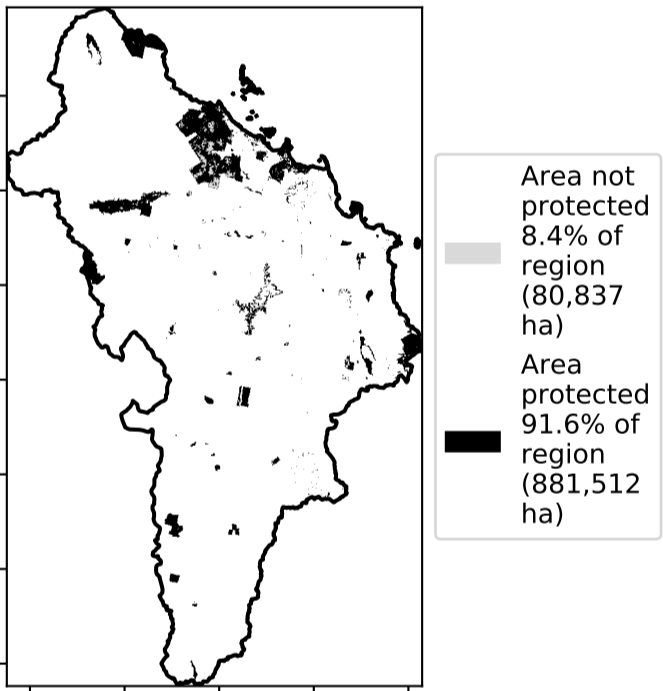 Area not
protected
8.4% of
region
(80,837
ha)
Area
protected
91.6% of
region
(881,512
ha)